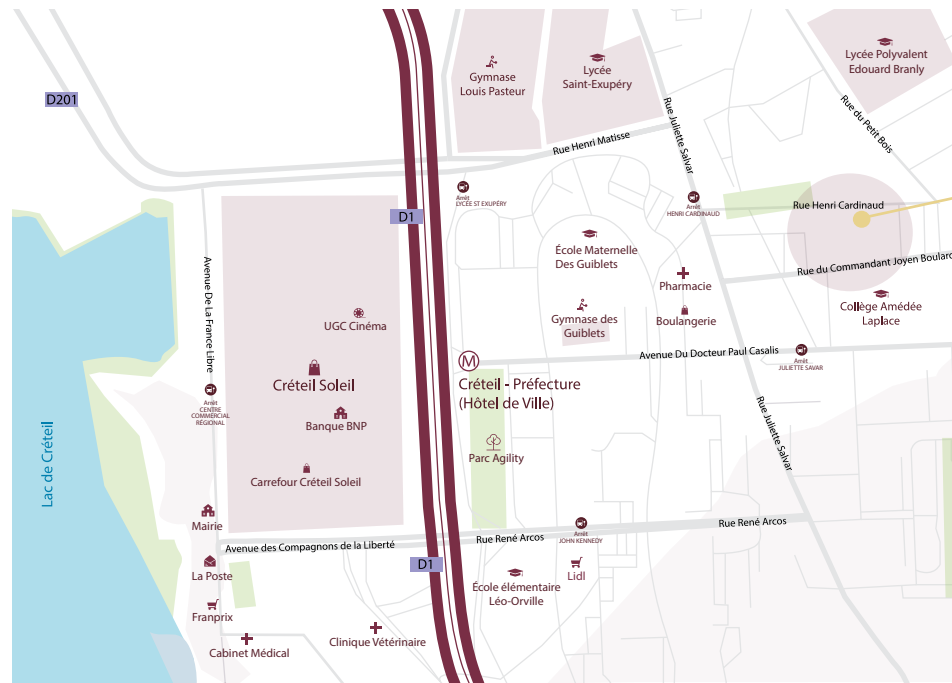 D201
Gymnase
Louis Pasteur
Lycée
Saint-Exupéry
Lycée Polyvalent
Edouard Branly
Rue Juliette Salvar
Rue du Petit Bois
Rue Henri Matisse
Arrêt
LYCÉE ST EXUPÉRY
Arrêt
HENRI CARDINAUD
Rue Henri Cardinaud
D1
École Maternelle
Des Guiblets
Avenue De La France Libre
Pharmacie
Rue du Commandant Joyen Boulard
Collège Amédée
Laplace
UGC Cinéma
Gymnase des
Guiblets
Boulangerie
Avenue Du Docteur Paul Casalis
Arrêt
JULIETTE SAVAR
M
Créteil Soleil
Créteil - Préfecture
(Hôtel de Ville)
Arrêt
CENTRE
COMMERCIAL
RÉGIONAL
Banque BNP
Rue Juliette Salvar
Parc Agility
Lac de Créteil
Carrefour Créteil Soleil
Mairie
Rue René Arcos
Rue René Arcos
Arrêt
JOHN KENNEDY
Avenue des Compagnons de la Liberté
D1
La Poste
École élémentaire
Léo-Orville
Lidl
Franprix
Cabinet Médical
Clinique Vétérinaire